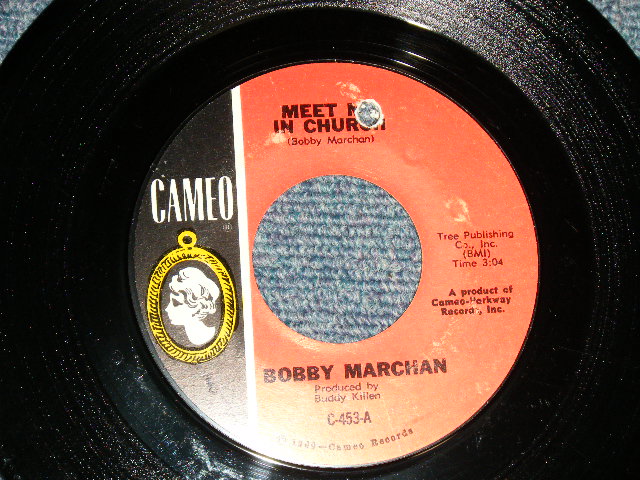 MEET
IN CHURCH
(Bobby Marchan)
CAMEO
Tree Publishing
Co., Inc.
(BMI)
Time 3:04
A product of
Cameo-Parkway
Records, Inc.
BOBBY MARCHAN
Produced by
Buddy Killen
C-453-A
—Cameo Records